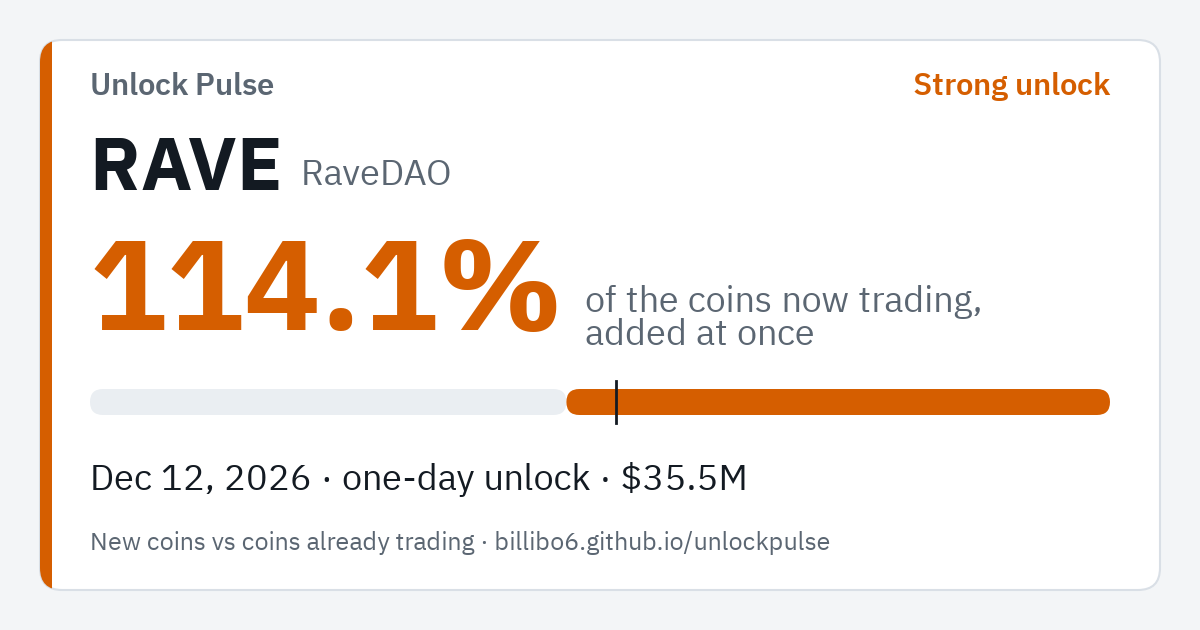 Unlock Pulse
Strong unlock
RAVE RaveDAO
114.1%
of the coins now trading,
added at once
Dec 12, 2026 · one-day unlock · $35.5M
New coins vs coins already trading · billibo6.github.io/unlockpulse